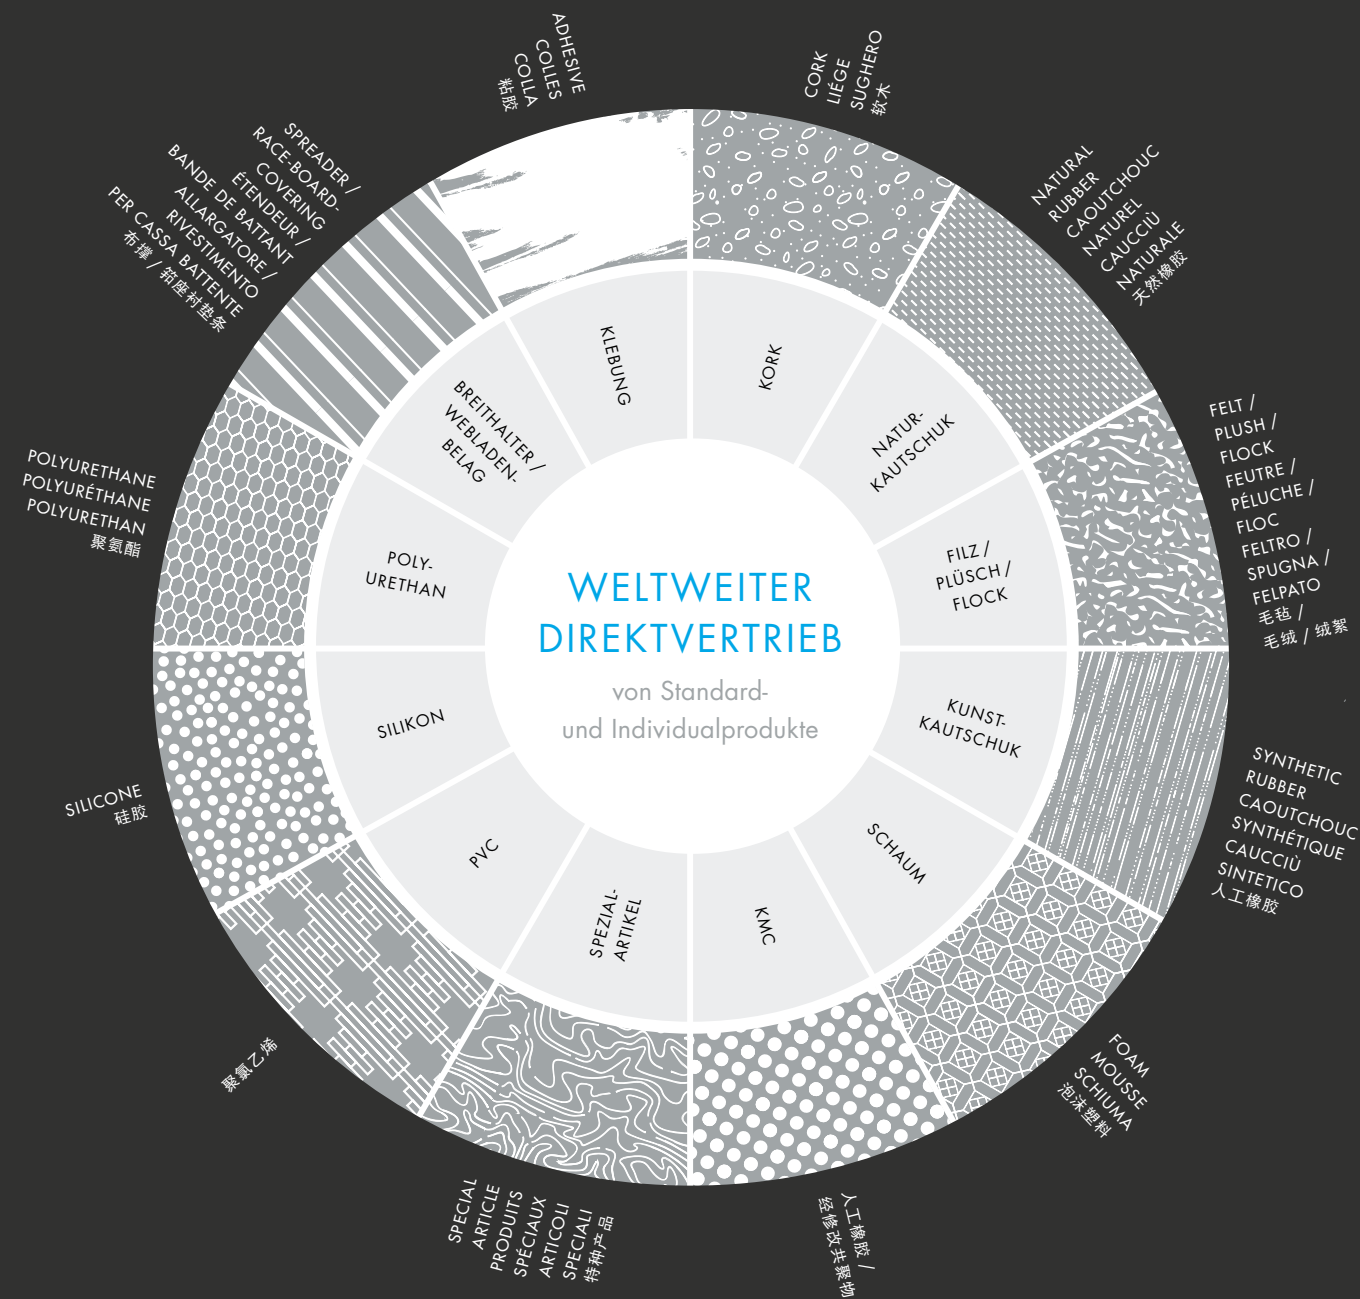 WELTWEITER
DIREKTVERTRIEB
von Standard-
und Individualprodukte
KORK
NATUR-
KAUTSCHUK
FILZ /
PLÜSCH /
FLOCK
KUNST-
KAUTSCHUK
SCHAUM
KMC
SPEZIAL-
ARTIKEL
PVC
SILIKON
POLY-
URETHAN
BREITHALTER /
WEBLADEN-
BELAG
KLEBUNG
CORK
LIÉGE
SUGHERO
软木
NATURAL
RUBBER
CAOUTCHOUC
NATUREL
CAUCCIÙ
NATURALE
天然橡胶
FELT /
PLUSH /
FLOCK
FEUTRE /
PÉLUCHE /
FLOC
FELTRO /
SPUGNA /
FELPATO
毛毡 /
毛绒 / 绒絮
SYNTHETIC
RUBBER
CAOUTCHOUC
SYNTHÉTIQUE
CAUCCIÙ
SINTETICO
人工橡胶
FOAM
MOUSSE
SCHIUMA
泡沫塑料
人工橡胶 /
经修改共聚物
SPECIAL
ARTICLE
PRODUITS
SPÉCIAUX
ARTICOLI
SPECIALI
特种产品
聚氯乙烯
SILICONE
硅胶
POLYURETHANE
POLYURÉTHANE
POLYURETHAN
聚氨酯
SPREADER /
RACE-BOARD-
COVERING
ÉTENDEUR /
BANDE DE BATTANT
ALLARGATORE /
RIVESTIMENTO
PER CASSA BATTENTE
布撑 / 筘座衬垫条
ADHESIVE
COLLES
COLLA
粘胶